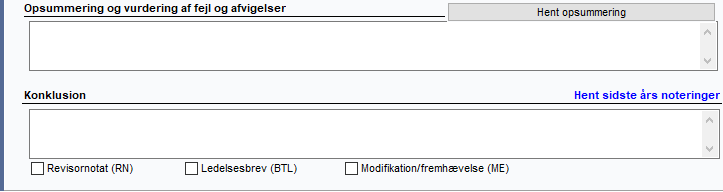 Opsummering og vurdering af fejl og afvigelser
Hent opsummering
Konklusion
Hent sidste års noteringer
Revisornotat (RN)
Ledelsesbrev (BTL)
Modifikation/fremhævelse (ME)